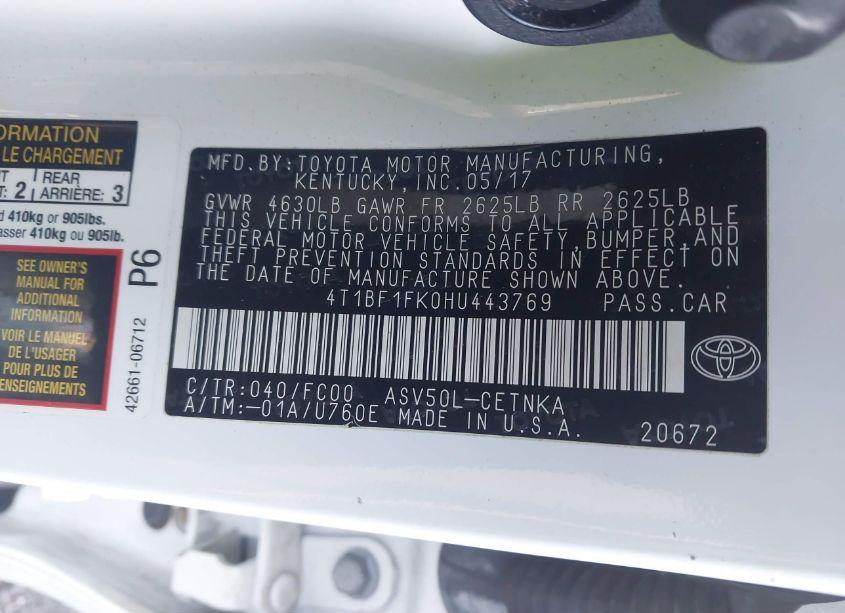 ORMATION
LE CHARGEMENT
2
REAR
ARRIÈRE: 3
410kg or 905lbs.
asser 410kg ou 905lb.
SEE OWNER'S
MANUAL FOR
ADDITIONAL
INFORMATION
VOIR LE MANUEL
DE L'USAGER
POUR PLUS DE
RENSEIGNEMENTS
P6
42661-06712
MFD.BY:TOYOTA MOTOR MANUFACTURING,
KENTUCKY, INC.05/17
GVWR 4630LB GAWR FR 2625LB RR 2625LB
THIS VEHICLE CONFORMS TO ALL APPLICABLE
FEDERAL MOTOR VEHICLE SAFETY,BUMPER,AND
THEFT PREVENTION STANDARDS IN EFFECT ON
THE DATE OF MANUFACTURE SHOWN ABOVE.
4T1BF1FK0HU443769 PASS.CAR
C/TR:040/FC00 ASV50L-CETNKA
A/TM:-01A/U760E MADE IN U.S.A.
20672